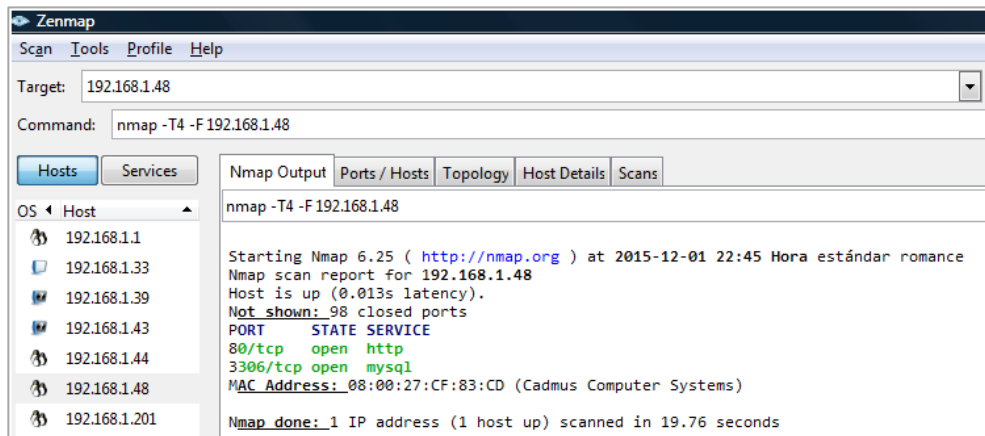 Zenmap
Scan Tools Profile Help
Target: 192.168.1.48
Command: nmap -T4 -F 192.168.1.48
Hosts Services
Nmap Output Ports / Hosts Topology Host Details Scans
OS Host
nmap -T4 -F 192.168.1.48
192.168.1.1
192.168.1.33
192.168.1.39
192.168.1.43
192.168.1.44
192.168.1.48
192.168.1.201
Starting Nmap 6.25 ( http://nmap.org ) at 2015-12-01 22:45 Hora estándar romance
Nmap scan report for 192.168.1.48
Host is up (0.013s latency).
Not shown: 98 closed ports
PORT STATE SERVICE
80/tcp open http
3306/tcp open mysql
MAC Address: 08:00:27:CF:83:CD (Cadmus Computer Systems)
Nmap done: 1 IP address (1 host up) scanned in 19.76 seconds